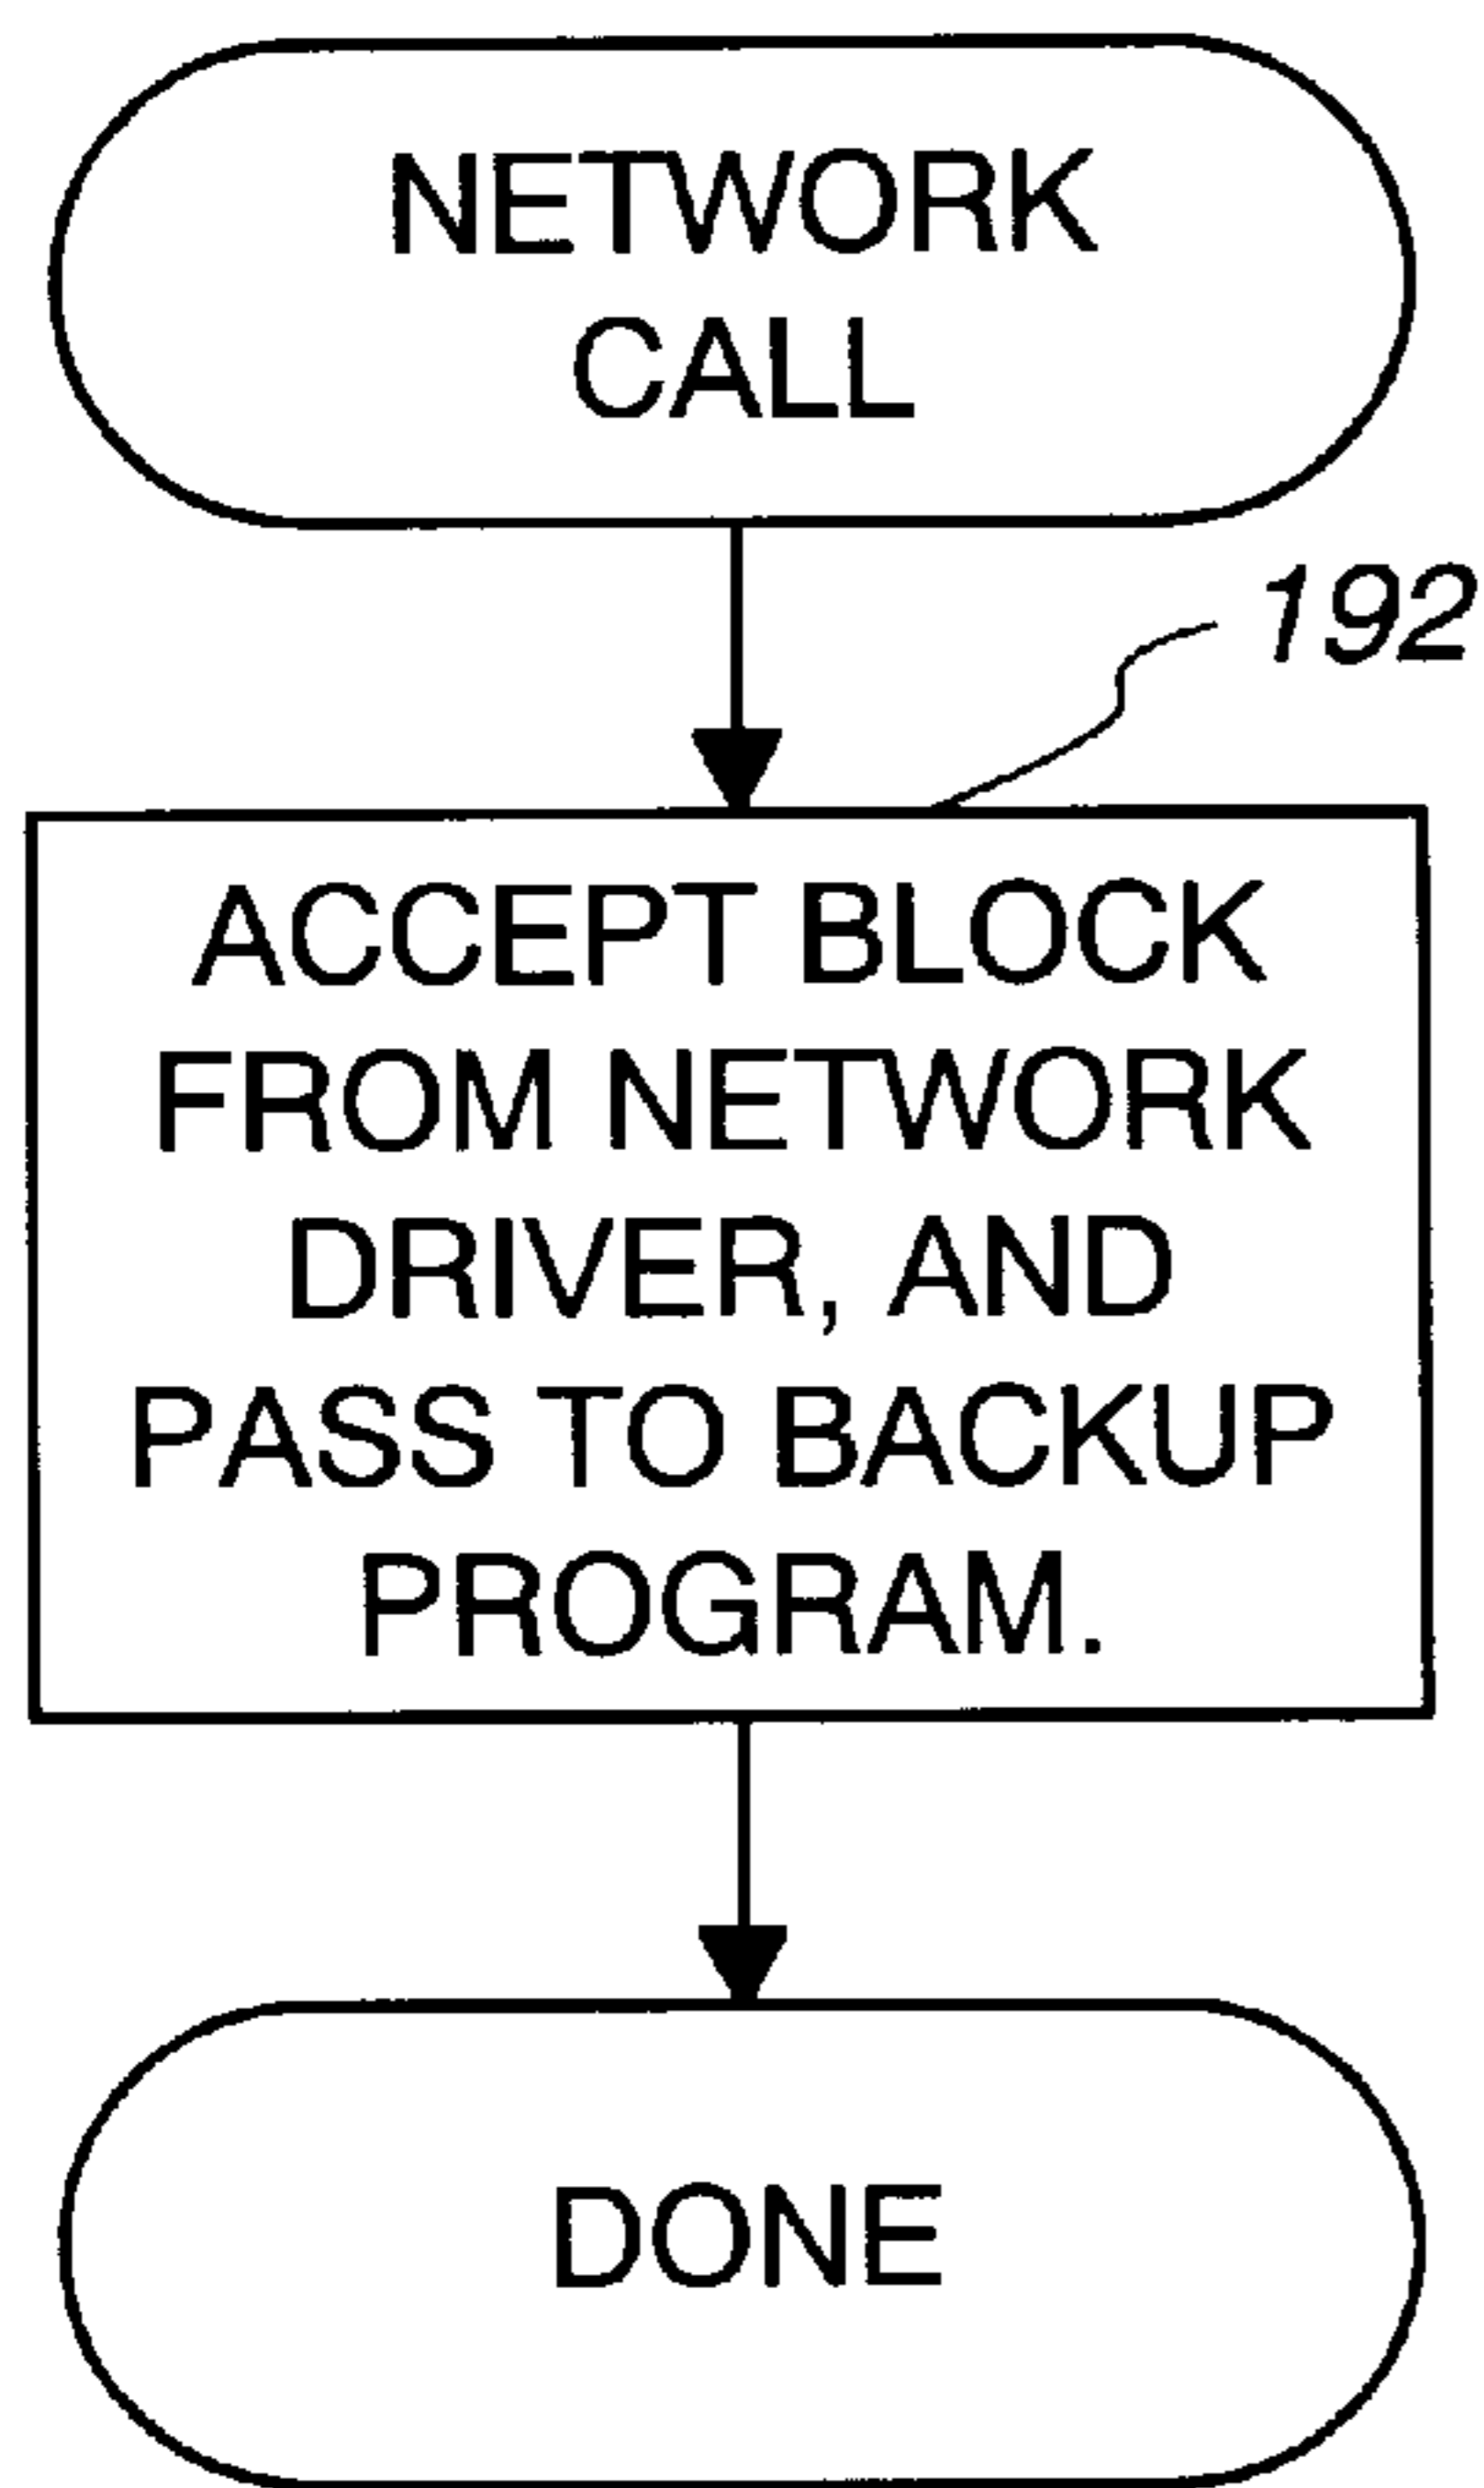 NETWORK
CALL
192
ACCEPT BLOCK
FROM NETWORK
DRIVER, AND
PASS TO BACKUP
PROGRAM.
DONE